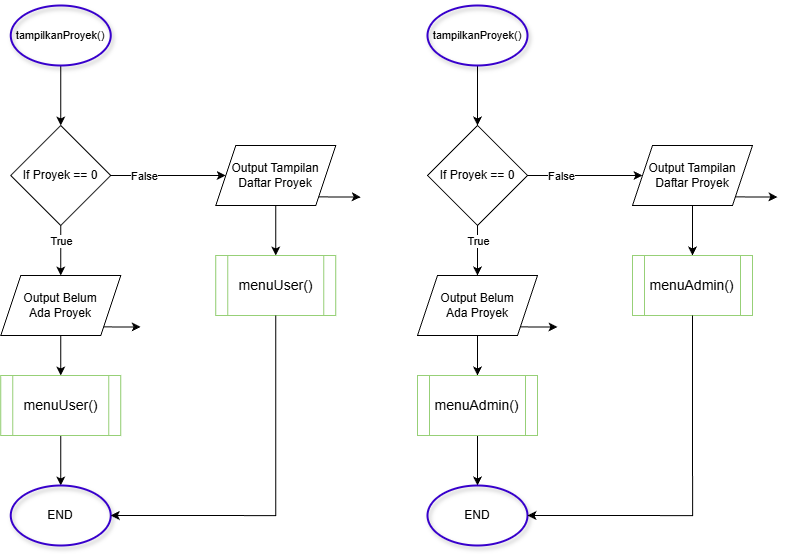 tampilkanProyek()
If Proyek == 0
False
Output Tampilan
Daftar Proyek
True
menuUser()
Output Belum
Ada Proyek
menuUser()
END
tampilkanProyek()
If Proyek == 0
False
Output Tampilan
Daftar Proyek
True
menuAdmin()
Output Belum
Ada Proyek
menuAdmin()
END